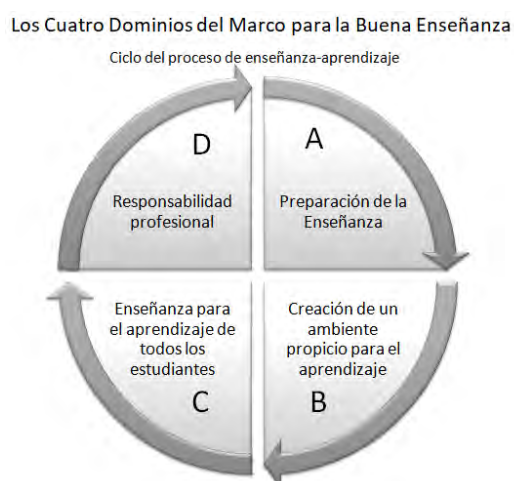 Los Cuatro Dominios del Marco para la Buena Enseñanza
Ciclo del proceso de enseñanza-aprendizaje
D
Responsabilidad
profesional
A
Preparación de la
Enseñanza
Enseñanza para
el aprendizaje de
todos los
estudiantes
C
Creación de un
ambiente
propicio para el
aprendizaje
B